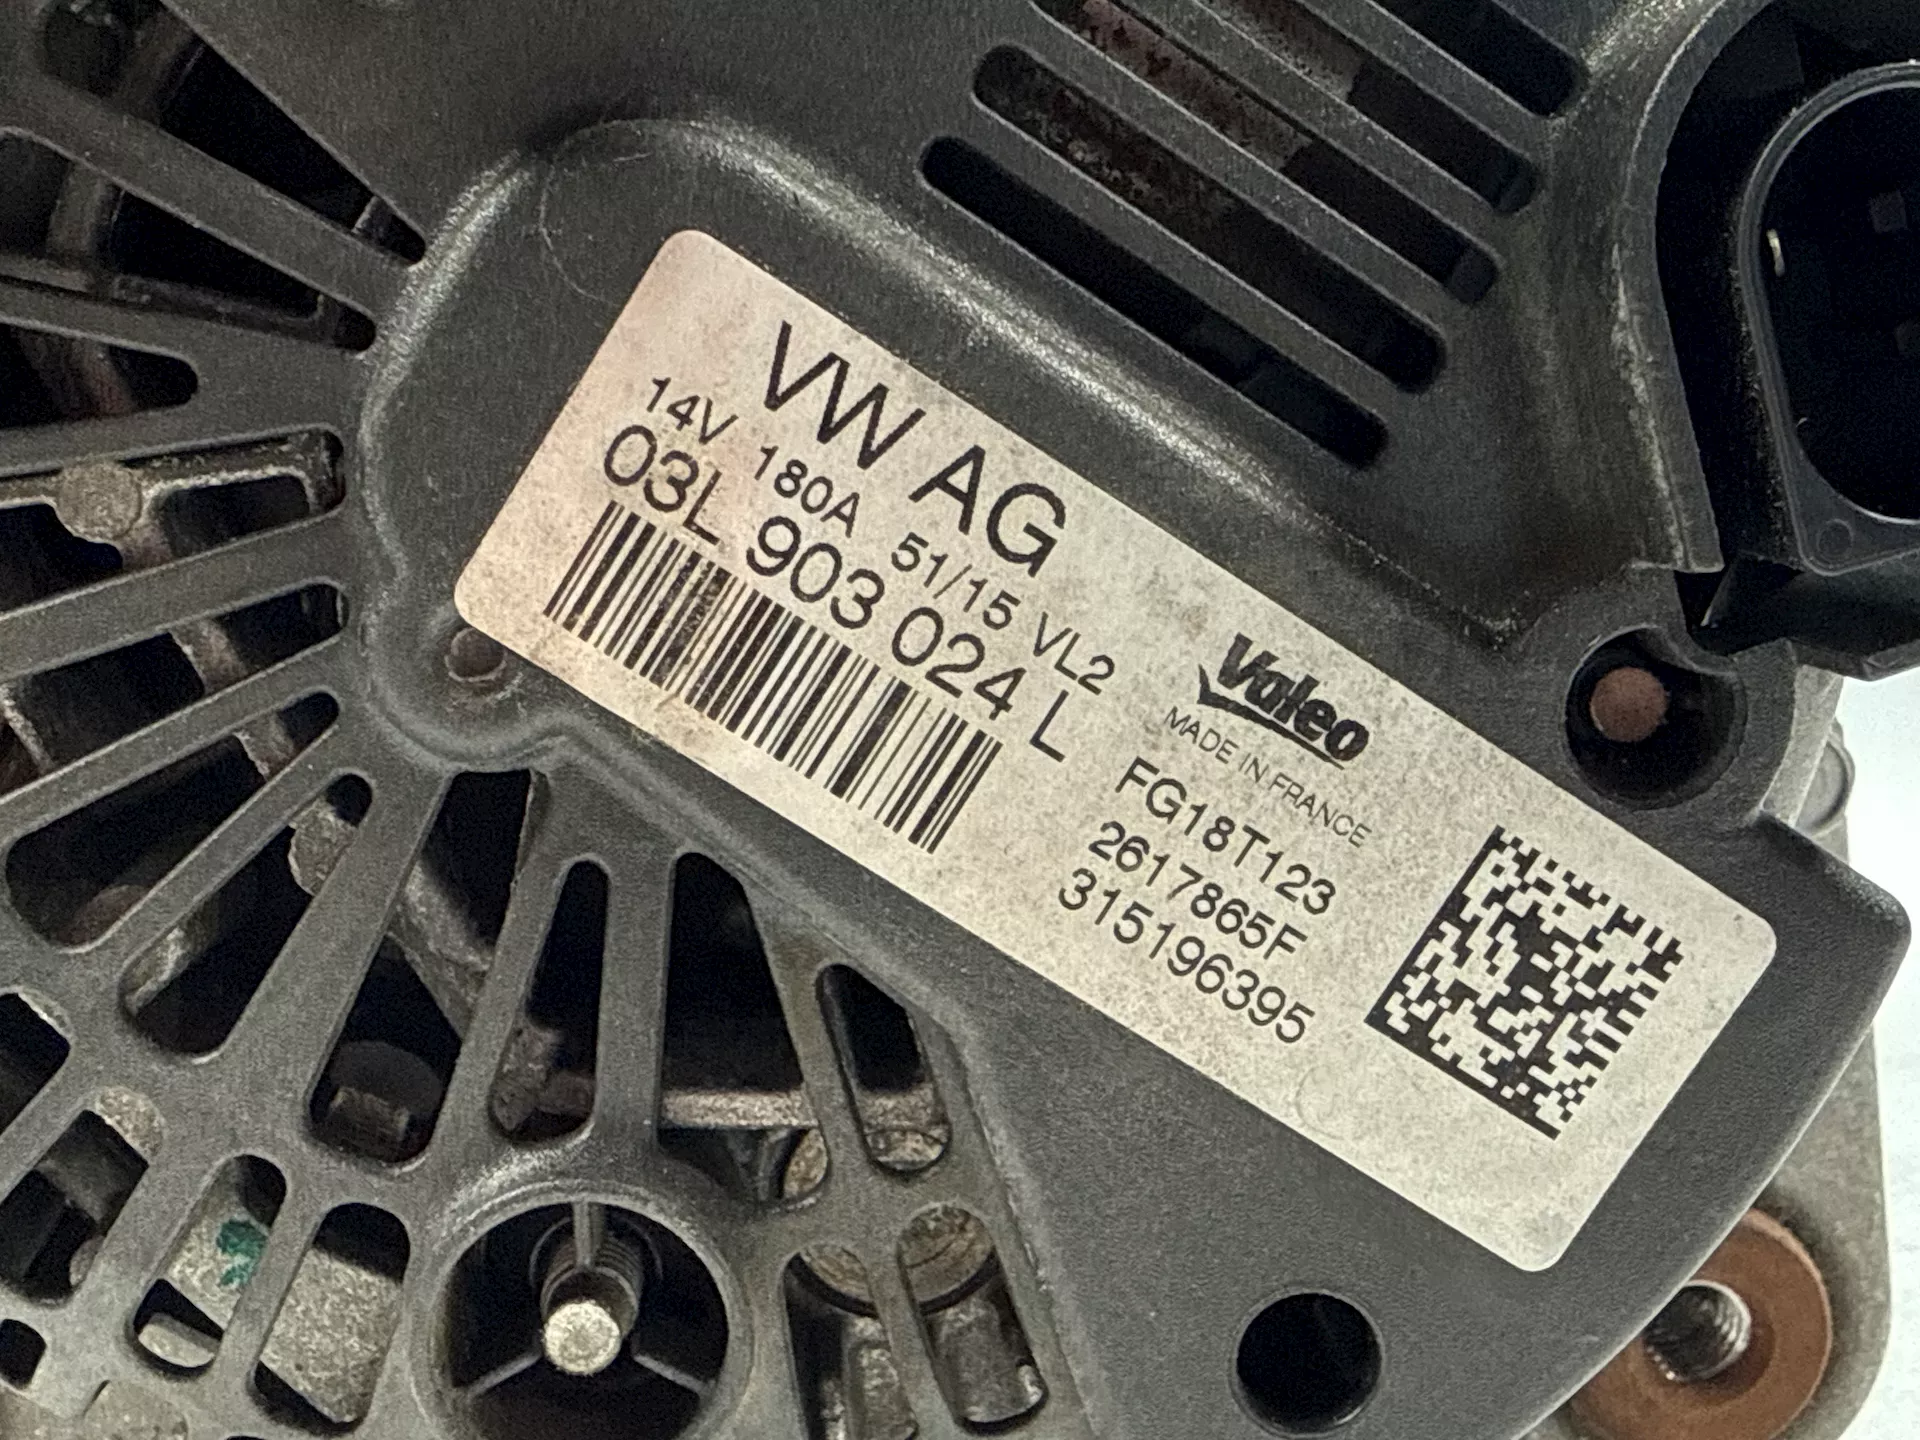 VW AG
14V 180A 51/15 VL2
03L 903 024 L
Valeo
MADE IN FRANCE
FG18T123
2617865F
315196395